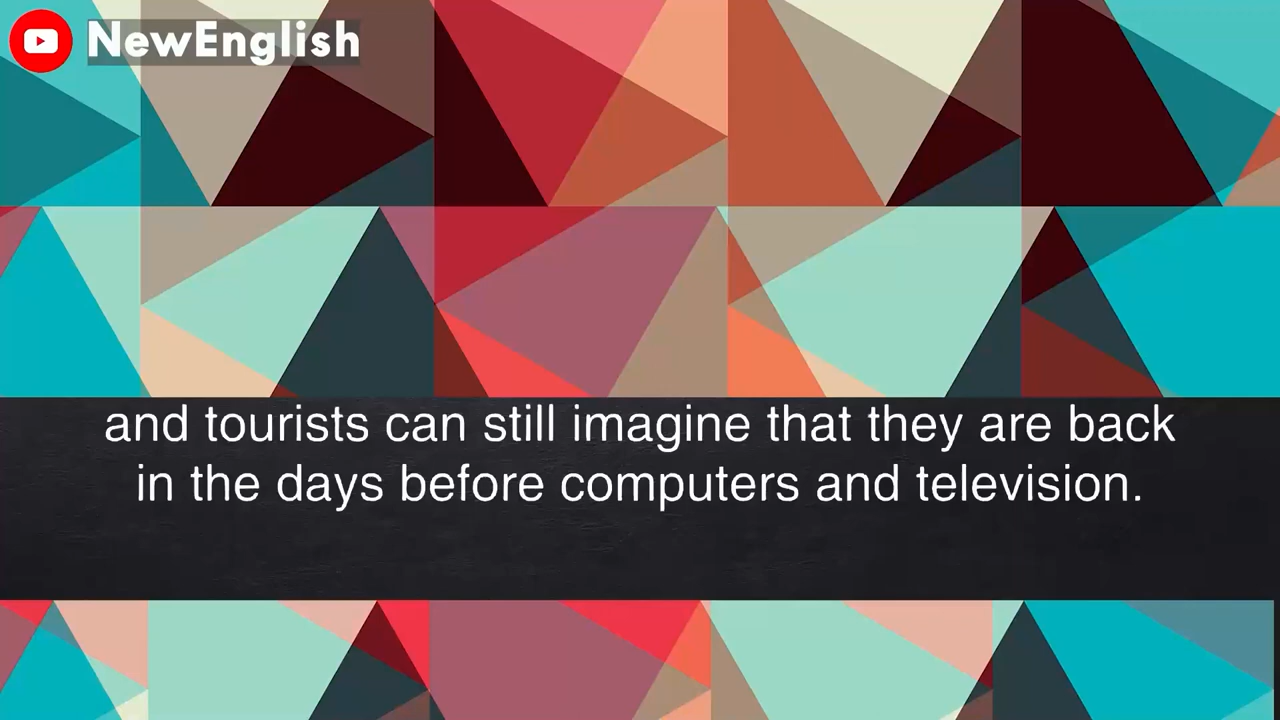 NewEnglish
and tourists can still imagine that they are back
in the days before computers and television.